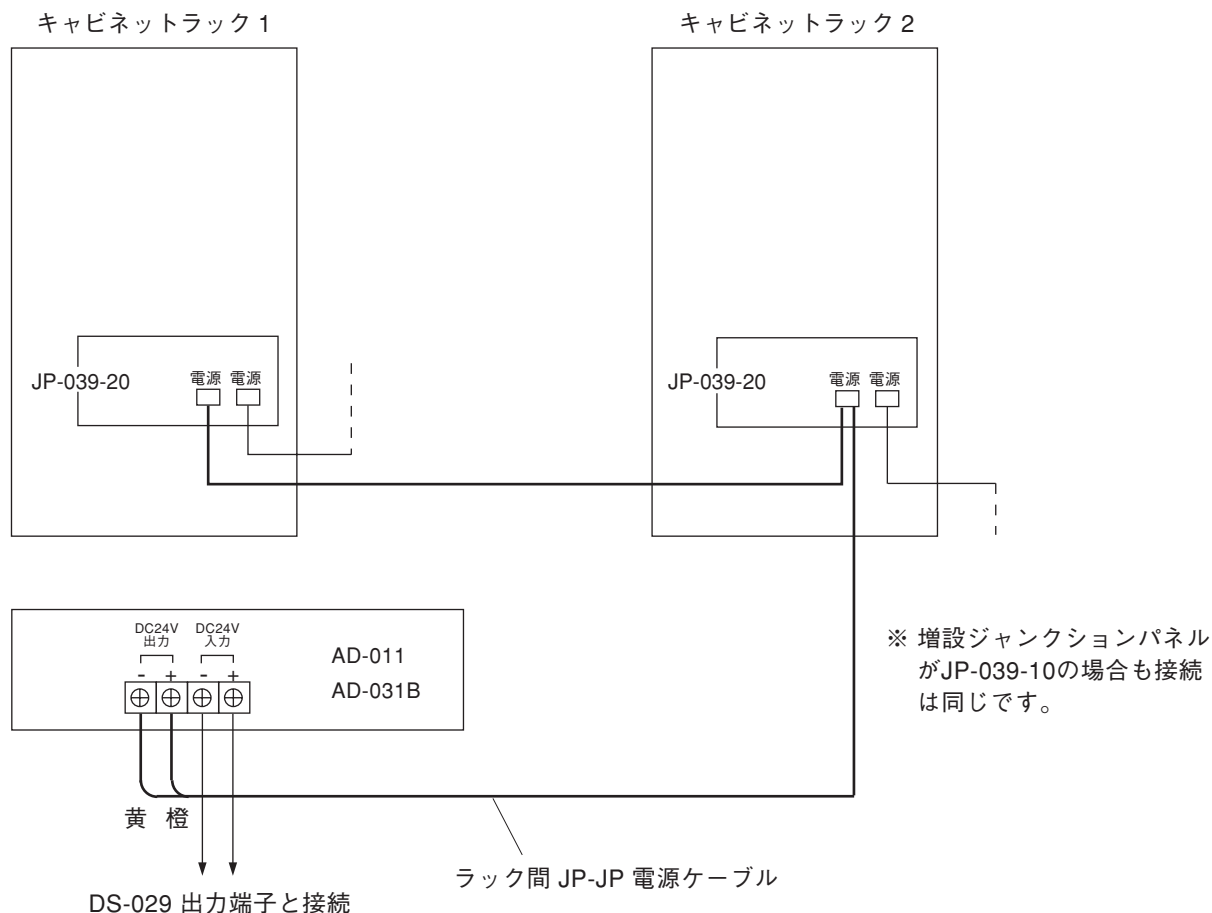 キャビネットラック 1
キャビネットラック 2
JP-039-20
電源 電源
JP-039-20
電源 電源
DC24V 出力
DC24V 入力
- + - +
AD-011
AD-031B
※ 増設ジャンクションパネル
がJP-039-10の場合も接続
は同じです。
黄 橙
ラック間 JP-JP 電源ケーブル
DS-029 出力端子と接続